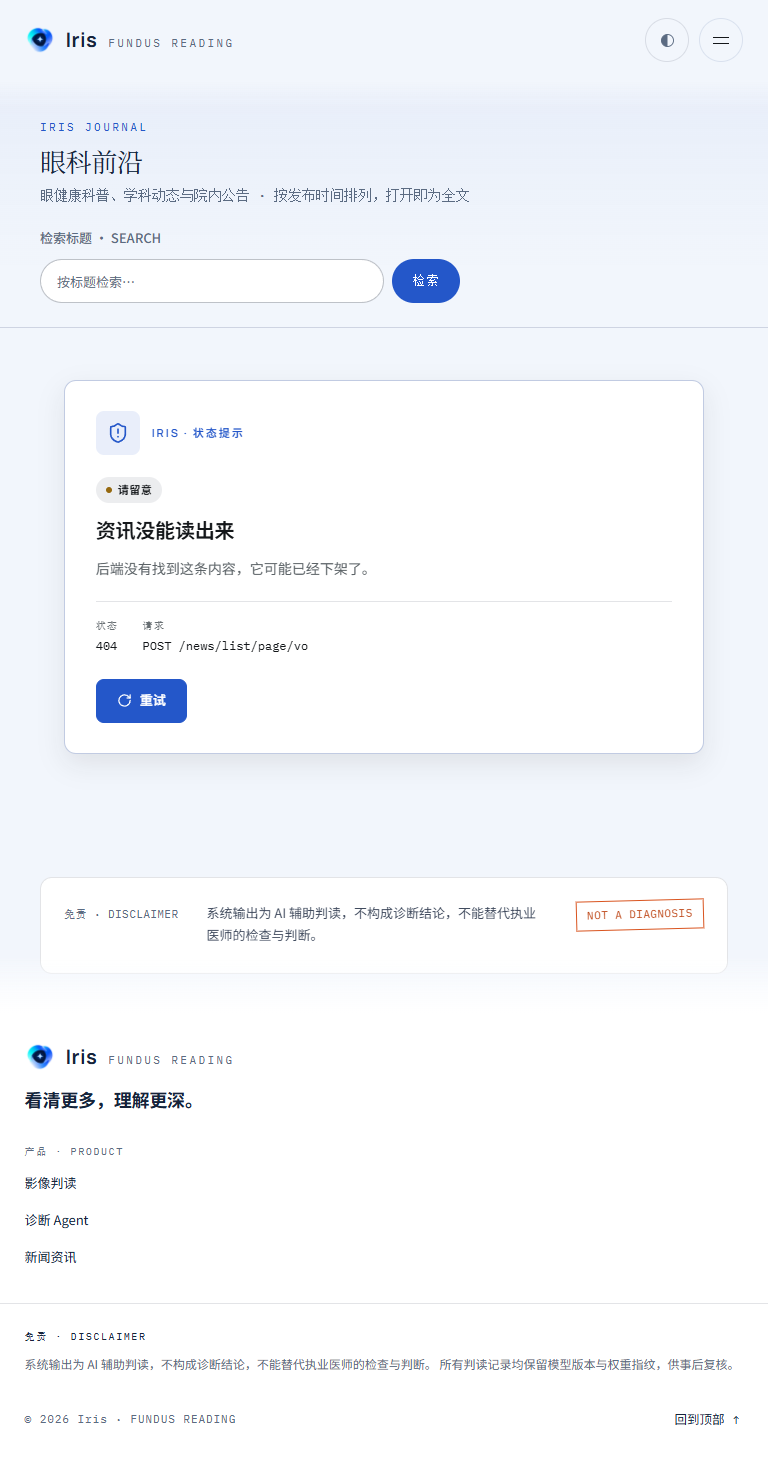 Iris FUNDUS READING
IRIS JOURNAL
眼科前沿
眼健康科普、学科动态与院内公告 · 按发布时间排列，打开即为全文
检索标题 · SEARCH
按标题检索…
检索
IRIS · 状态提示
请留意
资讯没能读出来
后端没有找到这条内容，它可能已经下架了。
状态 请求
404 POST /news/list/page/vo
重试
免责 · DISCLAIMER
系统输出为 AI 辅助判读，不构成诊断结论，不能替代执业
医师的检查与判断。
NOT A DIAGNOSIS
Iris FUNDUS READING
看清更多，理解更深。
产品 · PRODUCT
影像判读
诊断 Agent
新闻资讯
免责 · DISCLAIMER
系统输出为 AI 辅助判读，不构成诊断结论，不能替代执业医师的检查与判断。 所有判读记录均保留模型版本与权重指纹，供事后复核。
© 2026 Iris · FUNDUS READING
回到顶部 ↑